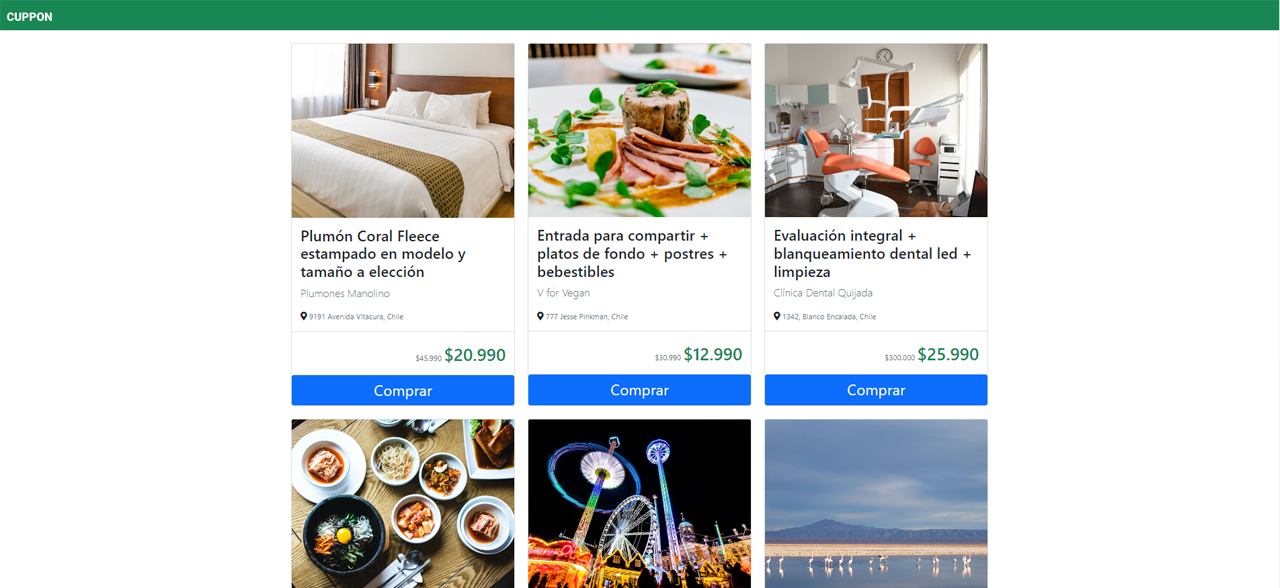 CUPPON
Plumón Coral Fleece
estampado en modelo y
tamaño a elección
Plumones Manolino
9191 Avenida Vitacura, Chile
$45.990 $20.990
Comprar
Entrada para compartir +
platos de fondo + postres +
bebestibles
V for Vegan
777 Jesse Pinkman, Chile
$30.990 $12.990
Comprar
Evaluación integral +
blanqueamiento dental led +
limpieza
Clínica Dental Quijada
1342, Blanco Encalada, Chile
$300.000 $25.990
Comprar